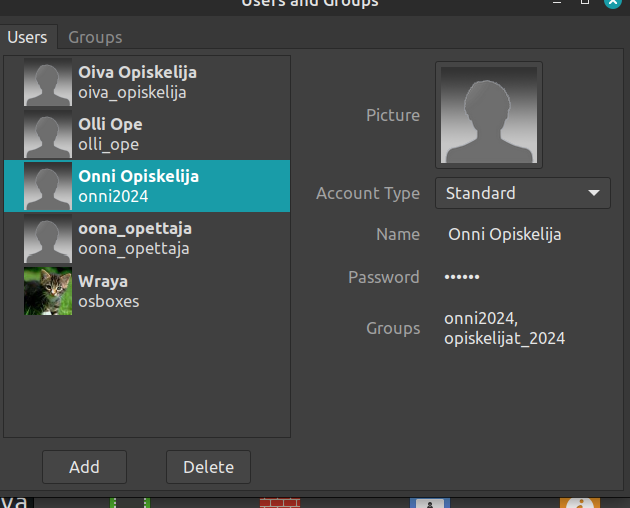 Users and Groups
Users
Groups
Oiva Opiskelija
oiva_opiskelija
Olli Ope
olli_ope
Onni Opiskelija
onni2024
oona_opettaja
oona_opettaja
Wraya
osboxes
Picture
Account Type
Standard
Name
Onni Opiskelija
Password
••••••
Groups
onni2024,
opiskelijat_2024
Add
Delete
va